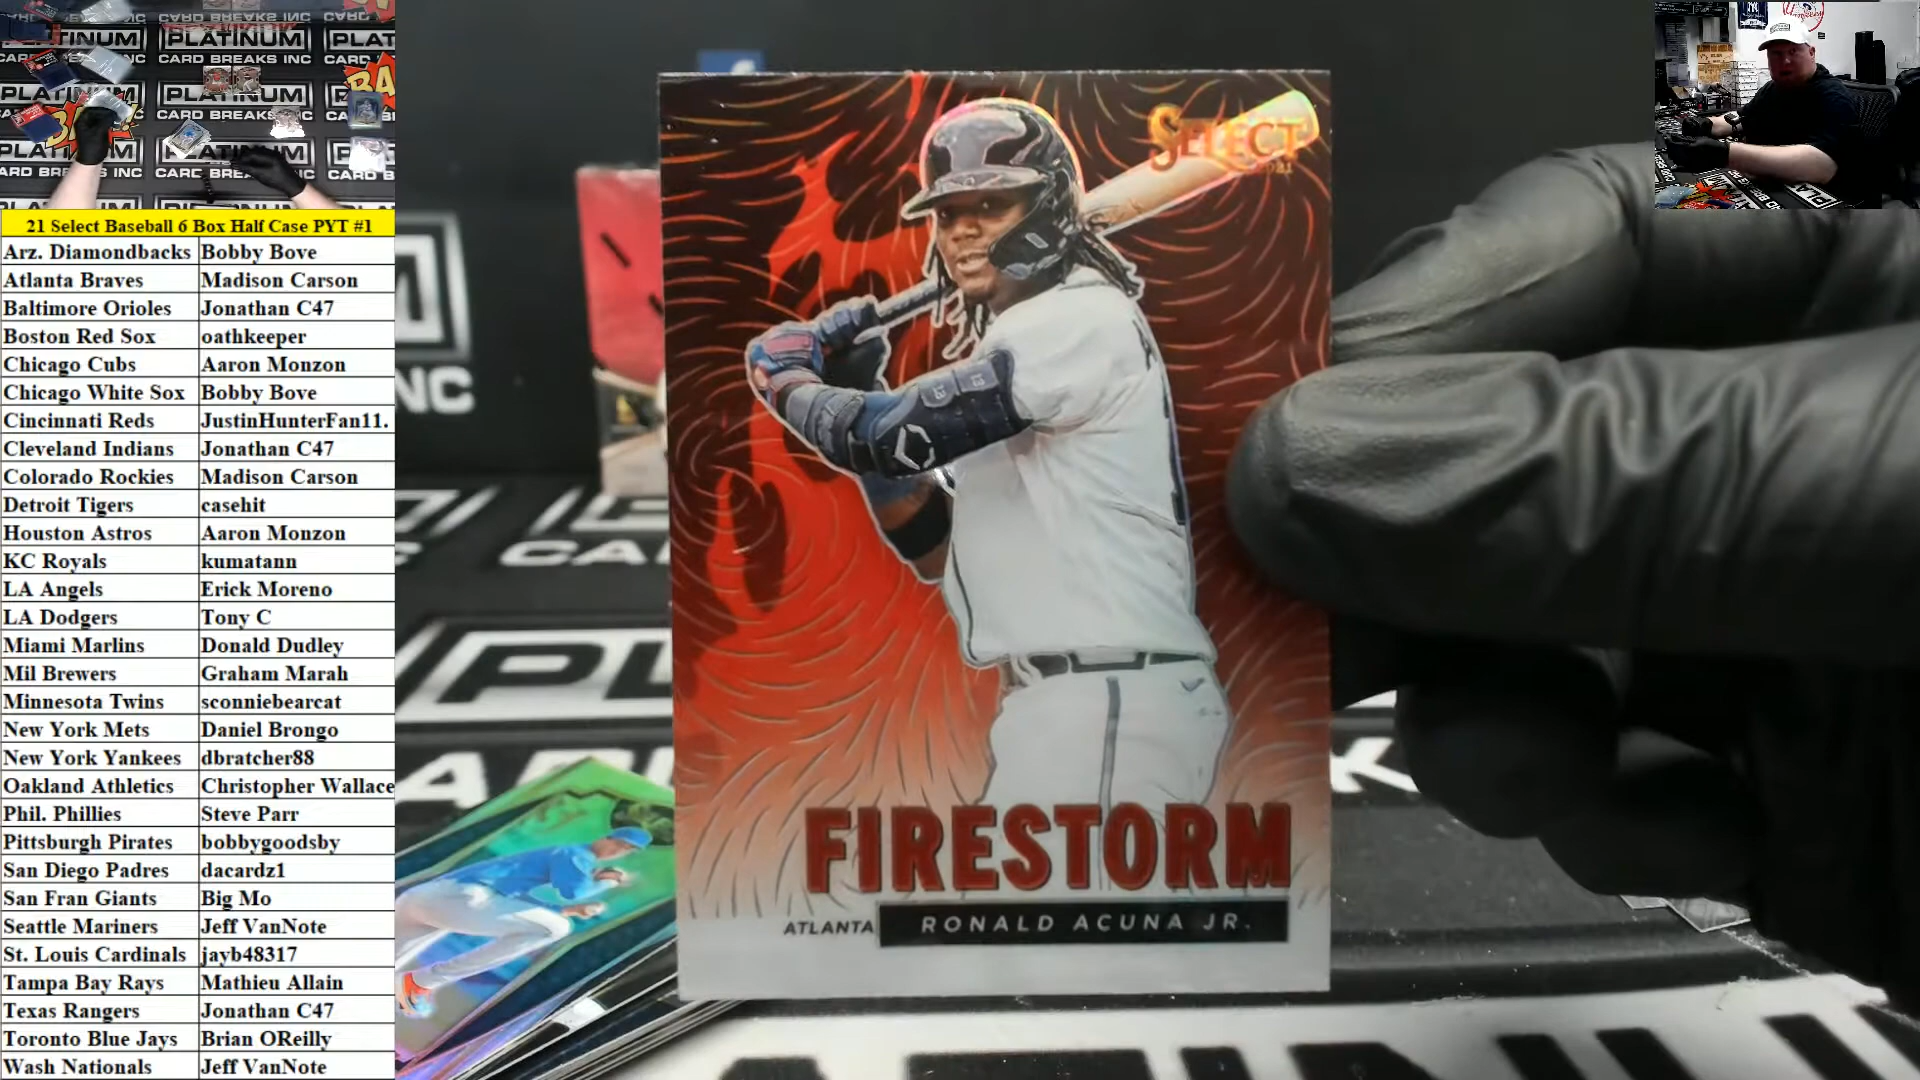 PLATINUM
CARD BREAKS INC
21 Select Baseball 6 Box Half Case PYT #1
Arz. Diamondbacks Bobby Bove
Atlanta Braves Madison Carson
Baltimore Orioles Jonathan C47
Boston Red Sox oathkeeper
Chicago Cubs Aaron Monzon
Chicago White Sox Bobby Bove
Cincinnati Reds JustinHunterFan11.
Cleveland Indians Jonathan C47
Colorado Rockies Madison Carson
Detroit Tigers casehit
Houston Astros Aaron Monzon
KC Royals kumatann
LA Angels Erick Moreno
LA Dodgers Tony C
Miami Marlins Donald Dudley
Mil Brewers Graham Marah
Minnesota Twins sconniebearcat
New York Mets Daniel Brongo
New York Yankees dbratcher88
Oakland Athletics Christopher Wallace
Phil. Phillies Steve Parr
Pittsburgh Pirates bobbygoodsby
San Diego Padres dacardz1
San Fran Giants Big Mo
Seattle Mariners Jeff VanNote
St. Louis Cardinals jayb48317
Tampa Bay Rays Mathieu Allain
Texas Rangers Jonathan C47
Toronto Blue Jays Brian OReilly
Wash Nationals Jeff VanNote
SELECT
2021
FIRESTORM
ATLANTA RONALD ACUNA JR.